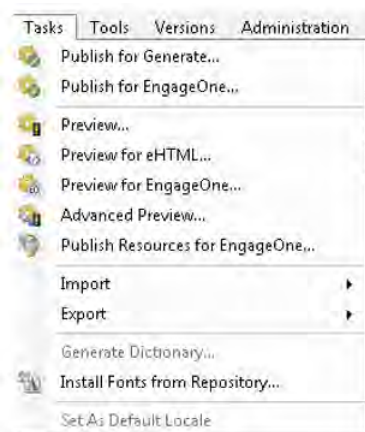 Tasks Tools Versions Administration
Publish for Generate...
Publish for EngageOne...
Preview...
Preview for eHTML...
Preview for EngageOne...
Advanced Preview...
Publish Resources for EngageOne...
Import
Export
Generate Dictionary...
Install Fonts from Repository...
Set As Default Locale